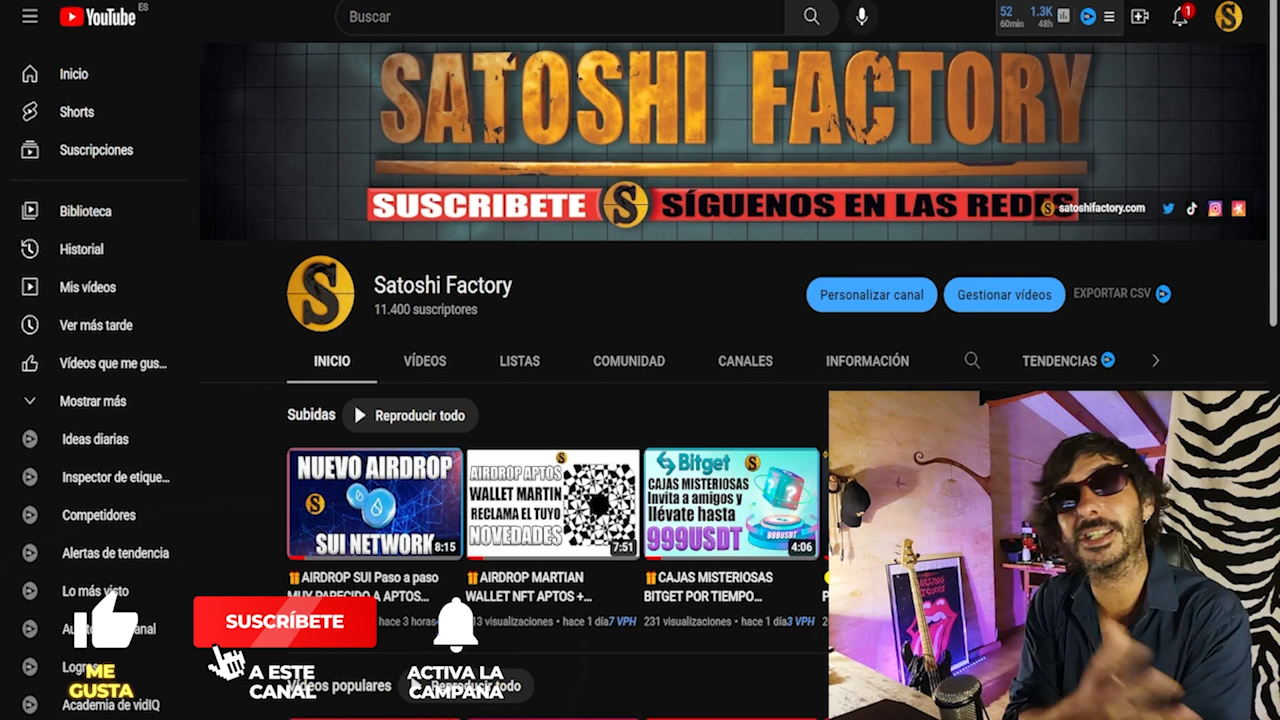 YouTube ES
Buscar
52
60min
1.3K
48h
1
Inicio
Shorts
Suscripciones
Biblioteca
Historial
Mis vídeos
Ver más tarde
Vídeos que me gus...
Mostrar más
Ideas diarias
Inspector de etique...
Competidores
Alertas de tendencia
Lo más visto
Academia de vidIQ
SATOSHI FACTORY
SUSCRIBETE S SÍGUENOS EN LAS REDES
satoshifactory.com
Satoshi Factory
11.400 suscriptores
Personalizar canal
Gestionar vídeos
EXPORTAR CSV
INICIO
VÍDEOS
LISTAS
COMUNIDAD
CANALES
INFORMACIÓN
TENDENCIAS
Subidas
Reproducir todo
NUEVO AIRDROP
SUI NETWORK
8:15
AIRDROP APTOS
WALLET MARTIN
RECLAMA EL TUYO
NOVEDADES
7:51
Bitget
CAJAS MISTERIOSAS
Invita a amigos y
llévate hasta
999USDT
999USDT
4:06
AIRDROP SUI Paso a paso
MUY PARECIDO A APTOS...
hace 3 horas
AIRDROP MARTIAN
WALLET NFT APTOS +...
visualizaciones • hace 1 día 7 VPH
CAJAS MISTERIOSAS
BITGET POR TIEMPO...
231 visualizaciones • hace 1 día 3 VPH
Vídeos populares
Reproducir todo
ME
GUSTA
SUSCRÍBETE
A ESTE
CANAL
ACTIVA LA
CAMPANA